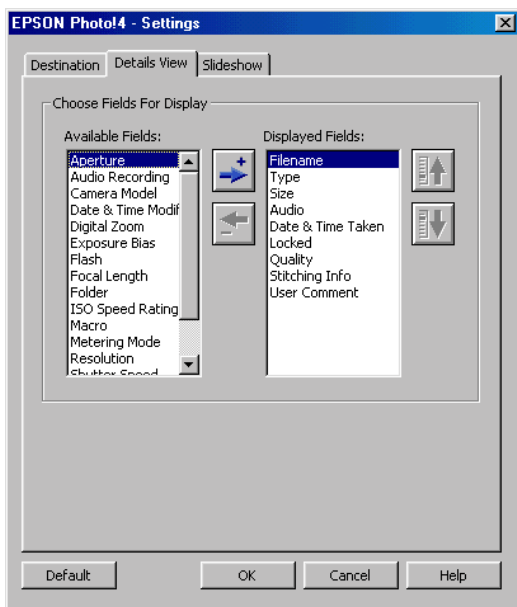 EPSON Photo!4 - Settings
Destination
Details View
Slideshow
Choose Fields For Display
Available Fields:
Aperture
Audio Recording
Camera Model
Date & Time Modif
Digital Zoom
Exposure Bias
Flash
Focal Length
Folder
ISO Speed Rating
Macro
Metering Mode
Resolution
Shutter Speed
Displayed Fields:
Filename
Type
Size
Audio
Date & Time Taken
Locked
Quality
Stitching Info
User Comment
Default
OK
Cancel
Help